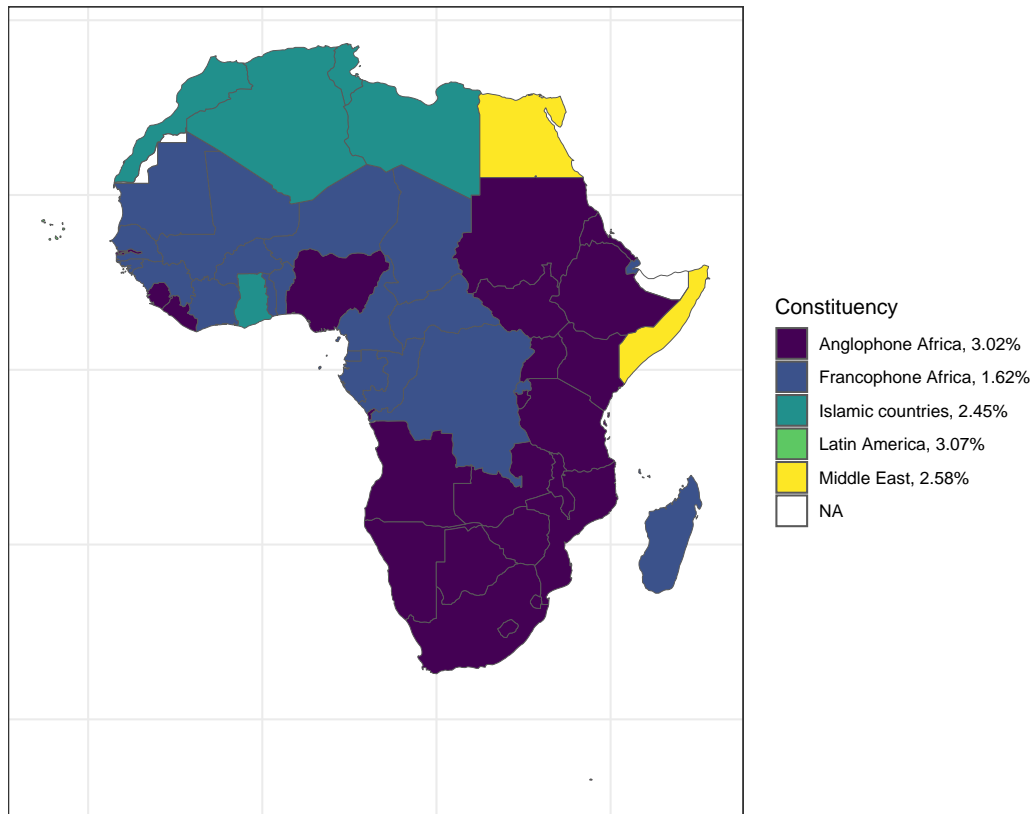 Constituency
Anglophone Africa, 3.02%
Francophone Africa, 1.62%
Islamic countries, 2.45%
Latin America, 3.07%
Middle East, 2.58%
NA